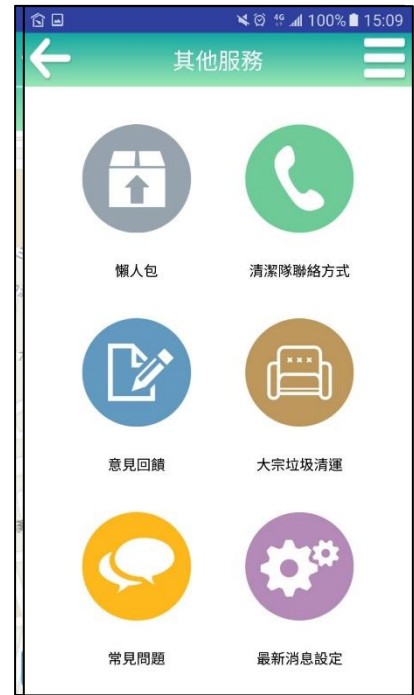 4G 100% 15:09
其他服務
懶人包 清潔隊聯絡方式
意見回饋 大宗垃圾清運
常見問題 最新消息設定